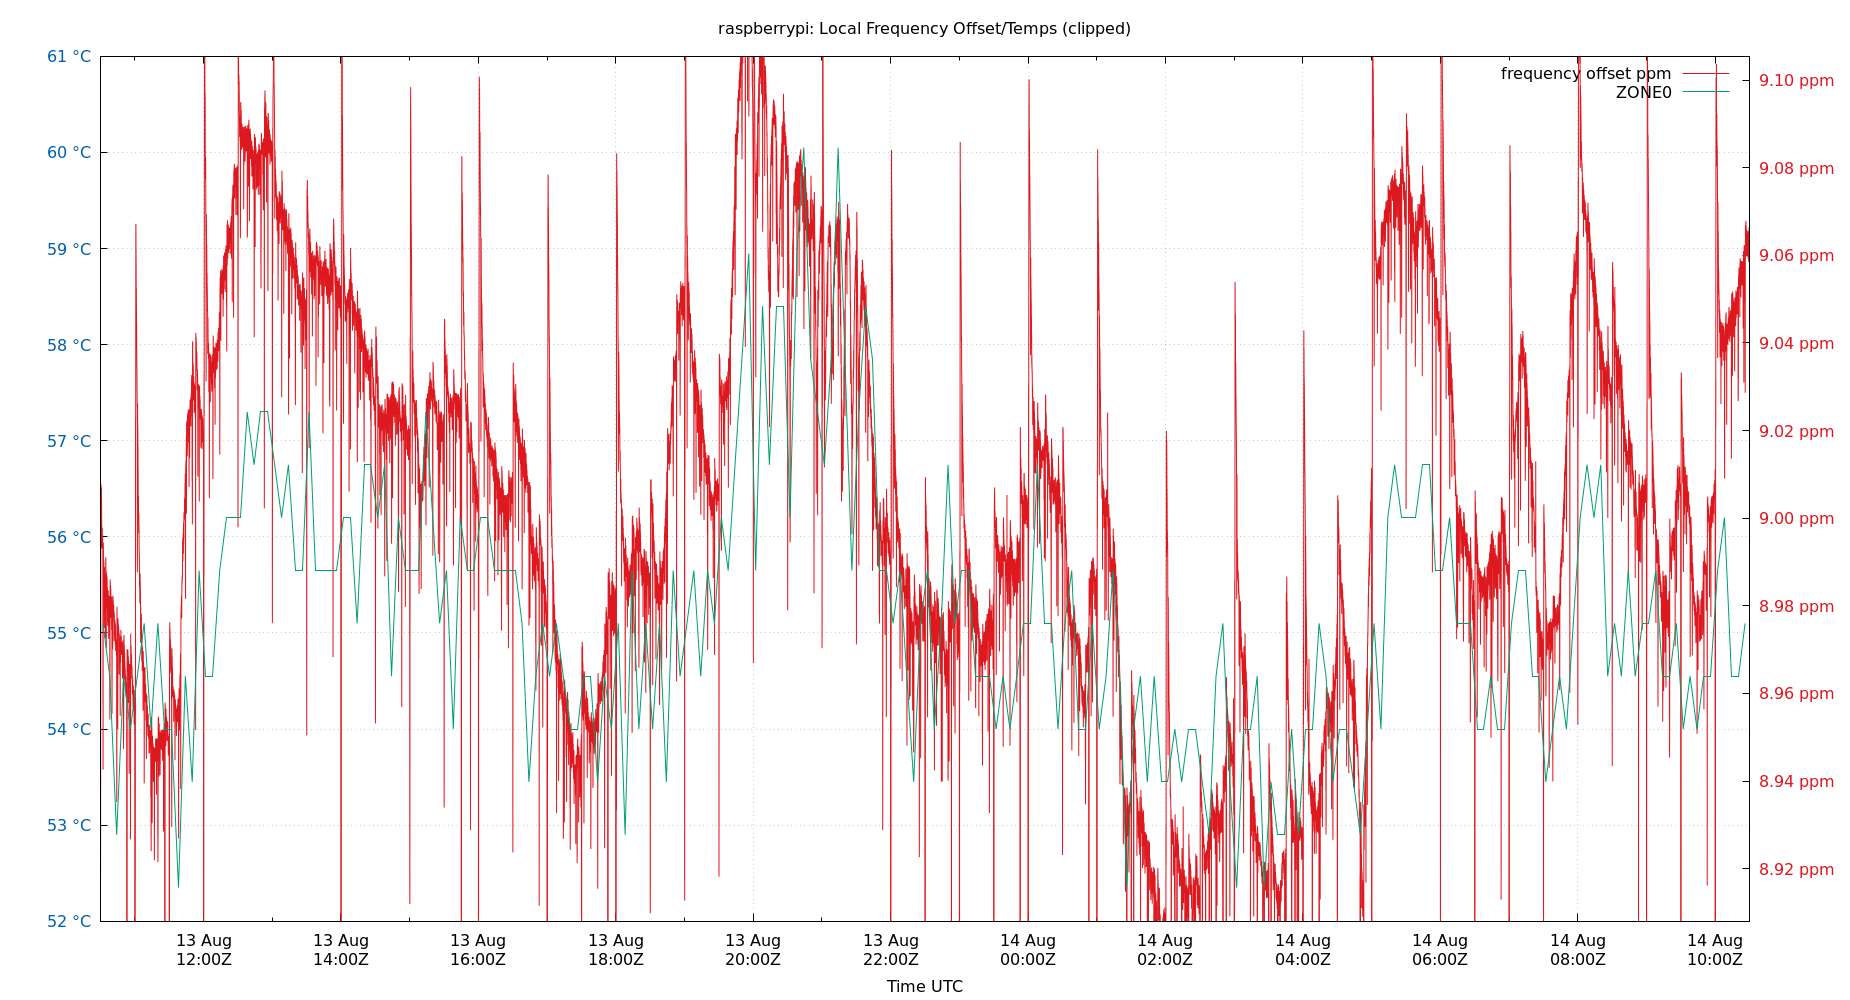 raspberrypi: Local Frequency Offset/Temps (clipped)
61 °C
60 °C
59 °C
58 °C
57 °C
56 °C
55 °C
54 °C
53 °C
52 °C
frequency offset ppm
ZONE0
9.10 ppm
9.08 ppm
9.06 ppm
9.04 ppm
9.02 ppm
9.00 ppm
8.98 ppm
8.96 ppm
8.94 ppm
8.92 ppm
13 Aug 13 Aug 13 Aug 13 Aug 13 Aug 13 Aug 14 Aug 14 Aug 14 Aug 14 Aug 14 Aug 14 Aug
12:00Z 14:00Z 16:00Z 18:00Z 20:00Z 22:00Z 00:00Z 02:00Z 04:00Z 06:00Z 08:00Z 10:00Z
Time UTC